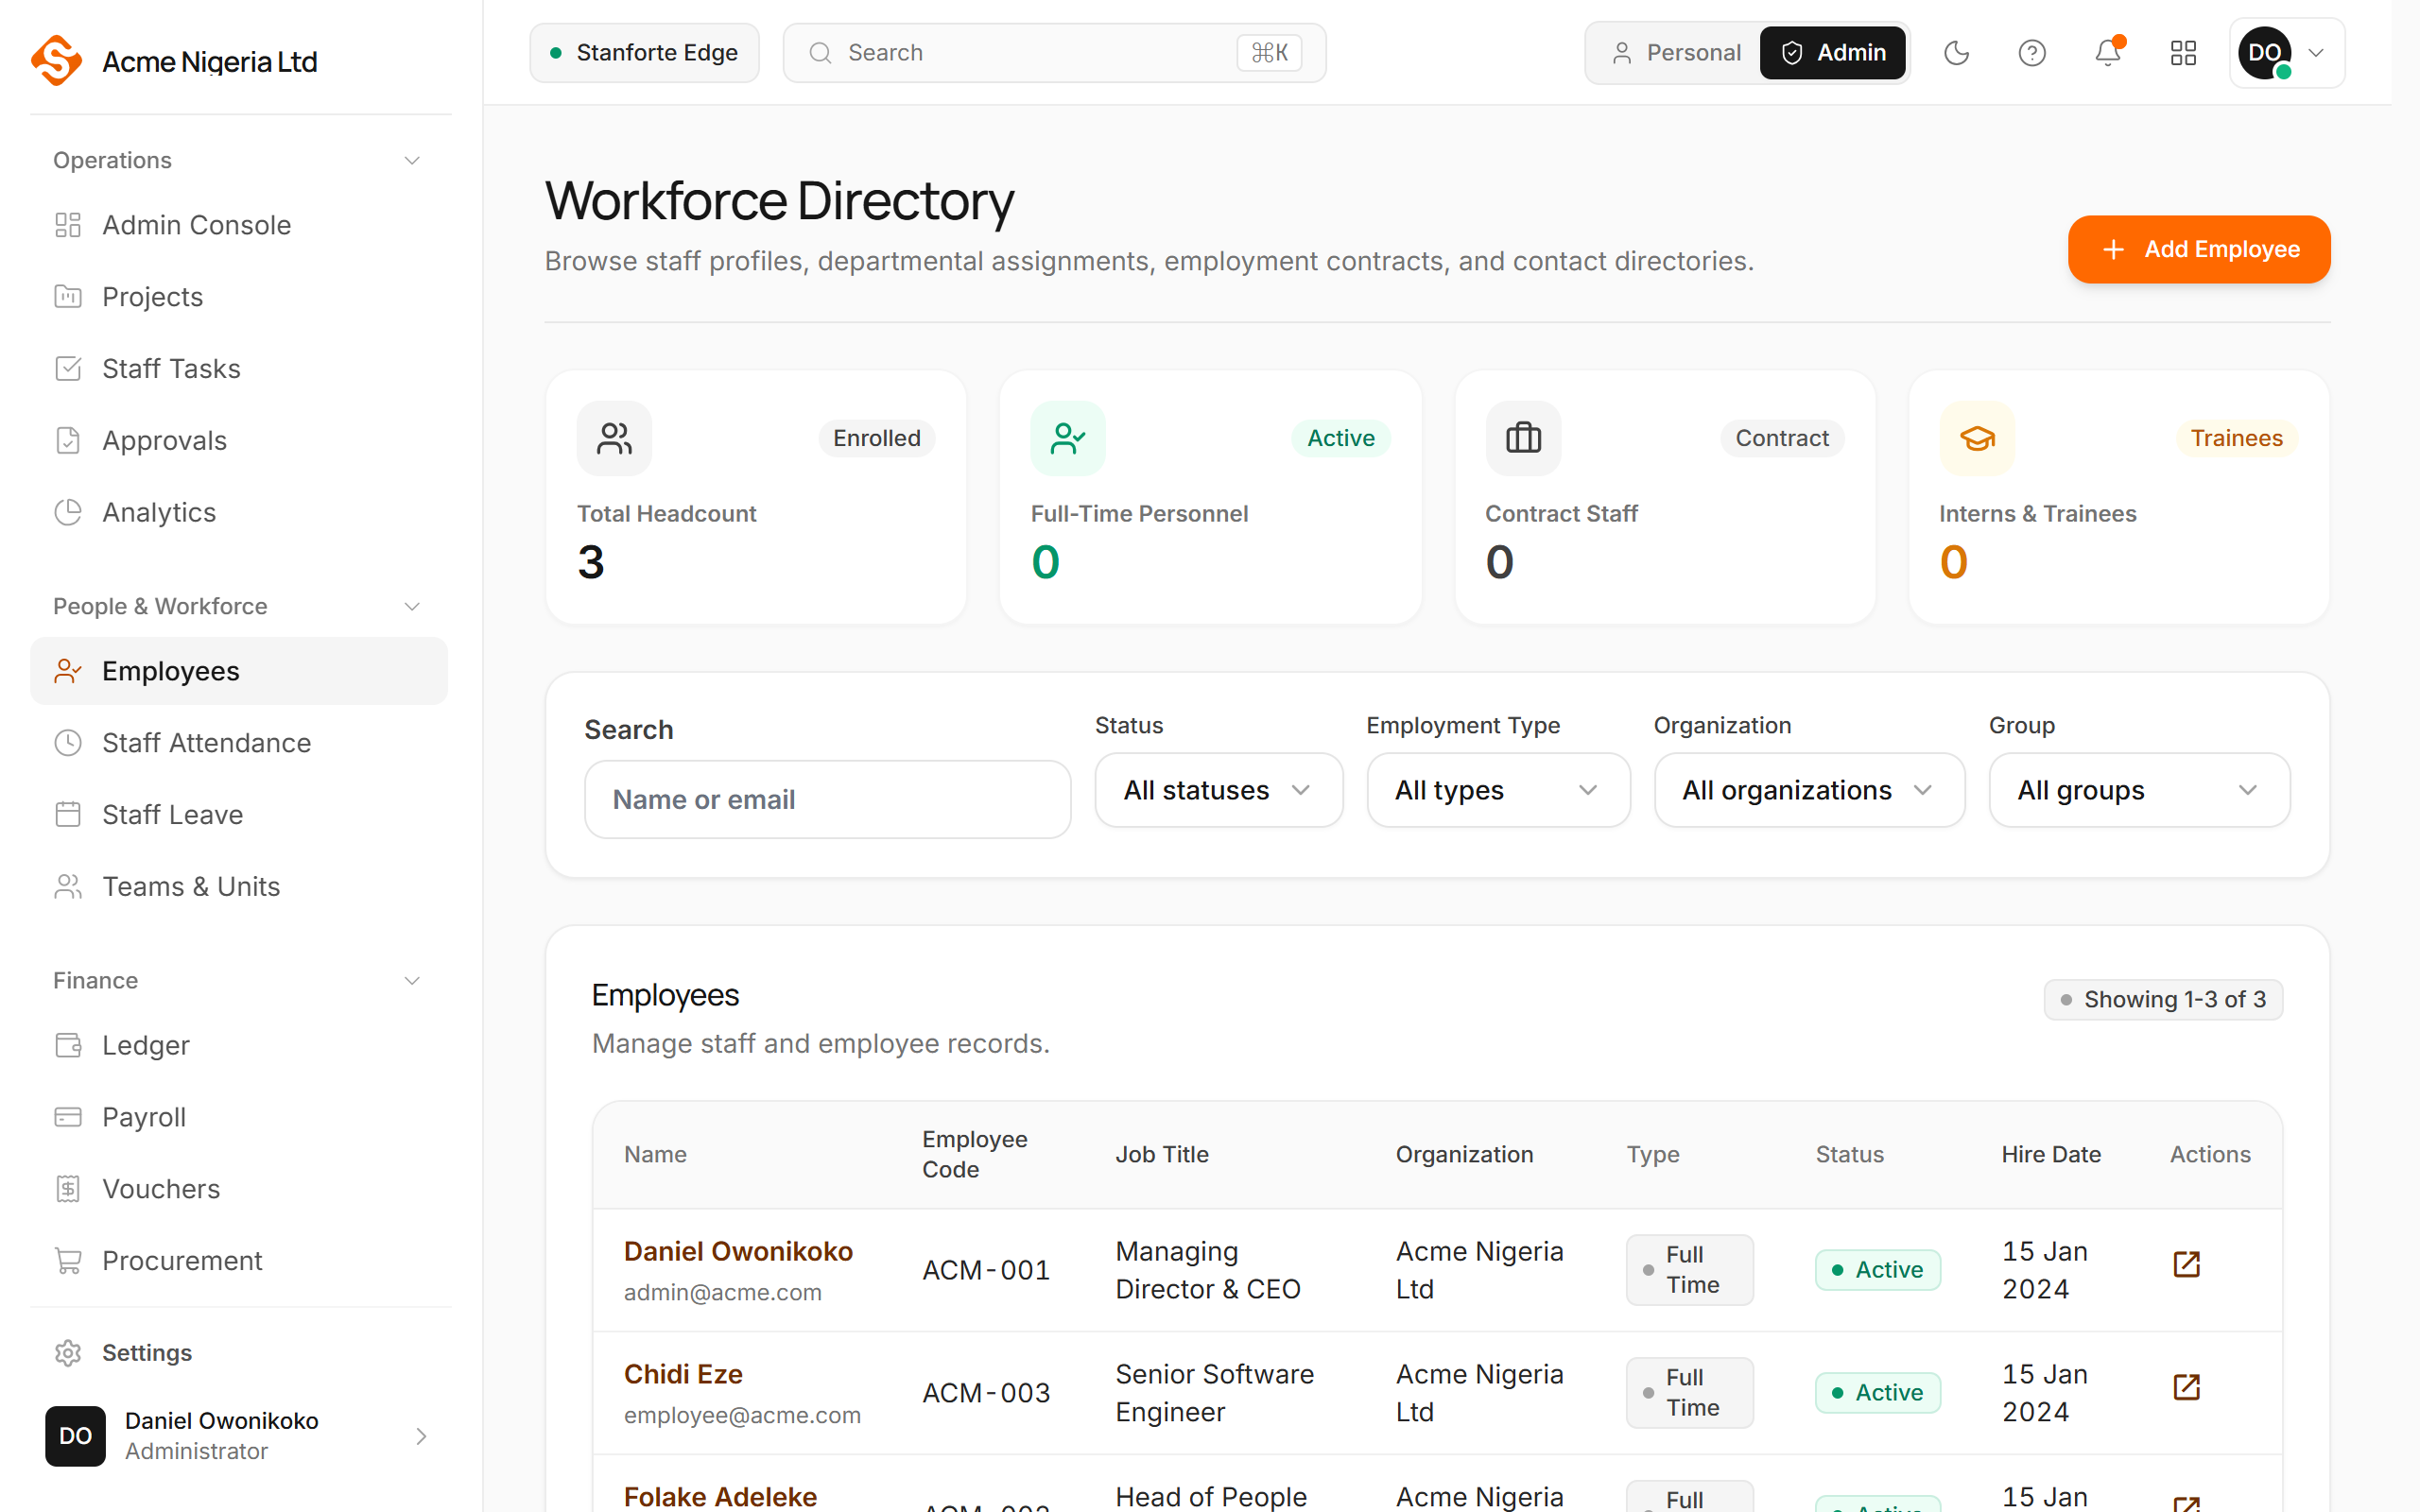 Acme Nigeria Ltd
Stanforte Edge
Search
⌘K
Personal
Admin
DO
Operations
Admin Console
Projects
Staff Tasks
Approvals
Analytics
People & Workforce
Employees
Staff Attendance
Staff Leave
Teams & Units
Finance
Ledger
Payroll
Vouchers
Procurement
Settings
DO
Daniel Owonikoko
Administrator
Workforce Directory
Browse staff profiles, departmental assignments, employment contracts, and contact directories.
Add Employee
Enrolled
Total Headcount
3
Active
Full-Time Personnel
0
Contract
Contract Staff
0
Trainees
Interns & Trainees
0
Search
Name or email
Status
All statuses
Employment Type
All types
Organization
All organizations
Group
All groups
Employees
Manage staff and employee records.
Showing 1-3 of 3
Name
Employee
Code
Job Title
Organization
Type
Status
Hire Date
Actions
Daniel Owonikoko
admin@acme.com
ACM-001
Managing
Director & CEO
Acme Nigeria
Ltd
Full
Time
Active
15 Jan
2024
Chidi Eze
employee@acme.com
ACM-003
Senior Software
Engineer
Acme Nigeria
Ltd
Full
Time
Active
15 Jan
2024
Folake Adeleke
Head of People
Acme Nigeria
Full
15 Jan